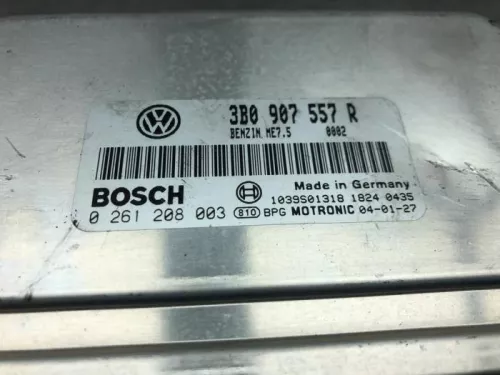 3B0 907 557 R
BENZIN ME7.5 0002
BOSCH
Made in Germany
1039S01318 1824 0435
0 261 208 003 810 BPG MOTRONIC 04-01-27